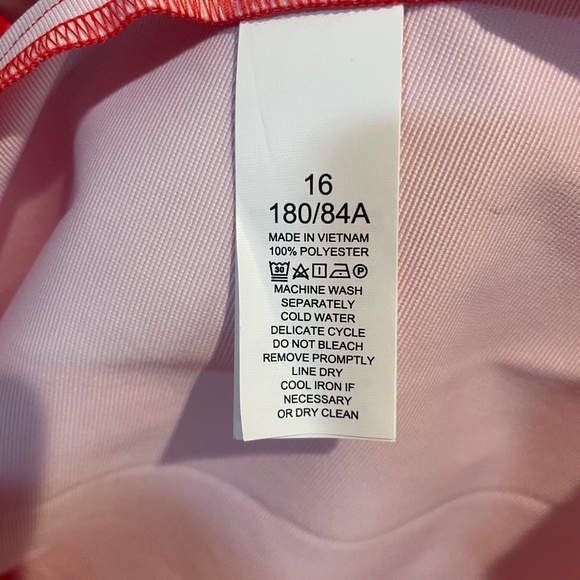 16
180/84A
MADE IN VIETNAM
100% POLYESTER
30 P
MACHINE WASH
SEPARATELY
COLD WATER
DELICATE CYCLE
DO NOT BLEACH
REMOVE PROMPTLY
LINE DRY
COOL IRON IF
NECESSARY
OR DRY CLEAN